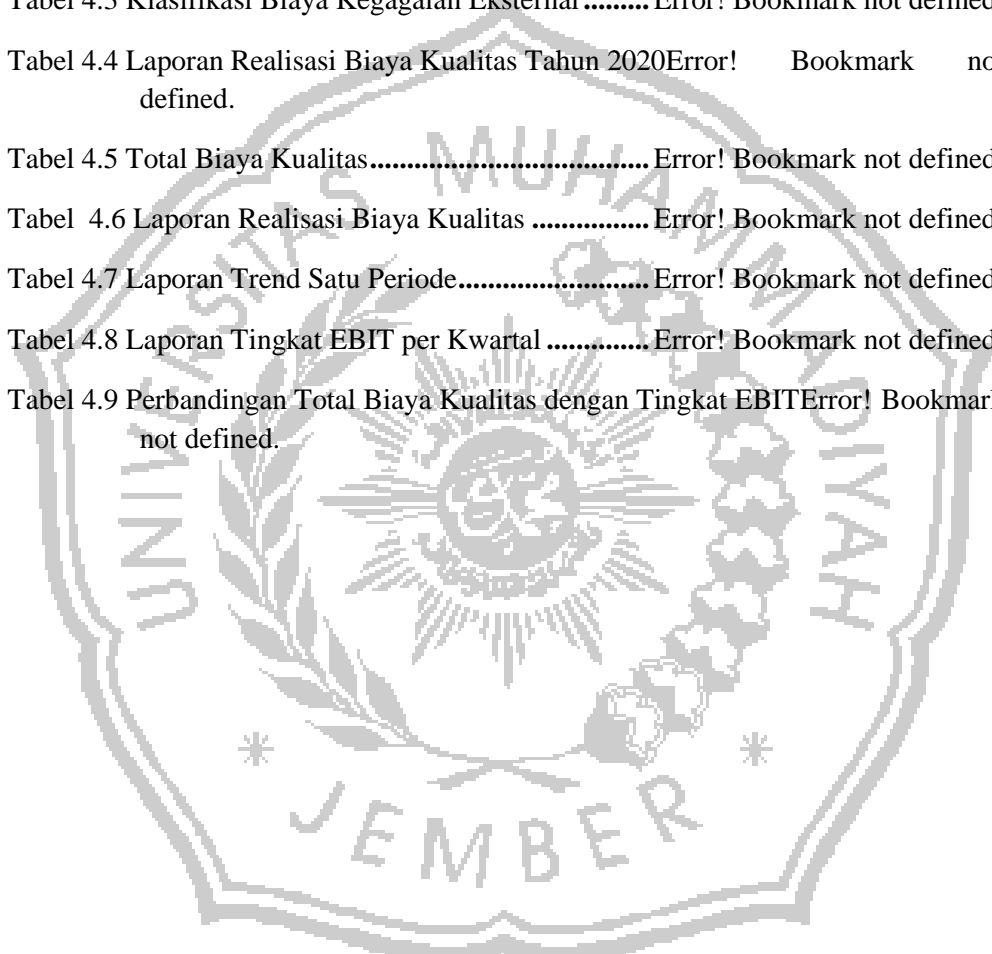 Tabel 4.3 Klasifikasi Biaya Kegagalan Eksternal.........Error! Bookmark not defined
Tabel 4.4 Laporan Realisasi Biaya Kualitas Tahun 2020Error! Bookmark no
defined.
Tabel 4.5 Total Biaya Kualitas.....................................Error! Bookmark not defined
Tabel 4.6 Laporan Realisasi Biaya Kualitas ................Error! Bookmark not defined
Tabel 4.7 Laporan Trend Satu Periode.........................Error! Bookmark not defined
Tabel 4.8 Laporan Tingkat EBIT per Kwartal ..............Error! Bookmark not defined
Tabel 4.9 Perbandingan Total Biaya Kualitas dengan Tingkat EBITError! Bookmark
not defined.
UNIVERSITAS MUHAMMADIYAH
JEMBER